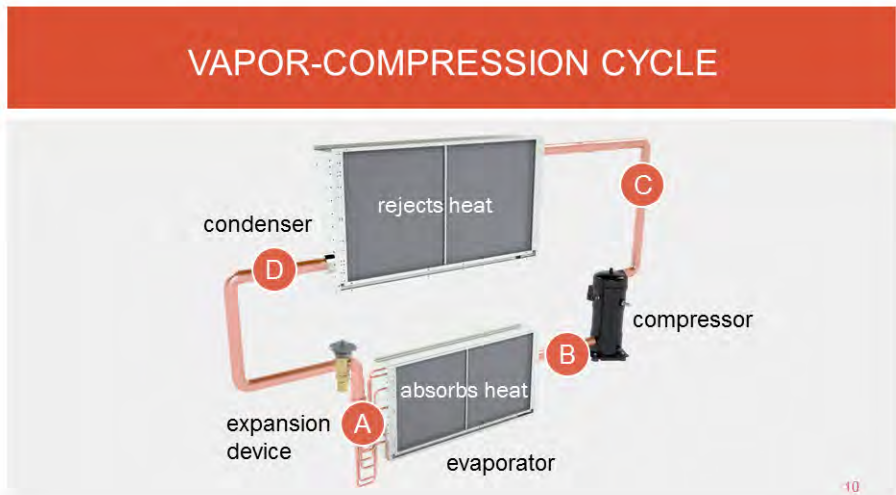 VAPOR-COMPRESSION CYCLE
C
rejects heat
condenser
D
compressor
B
absorbs heat
expansion
device
A
evaporator
10